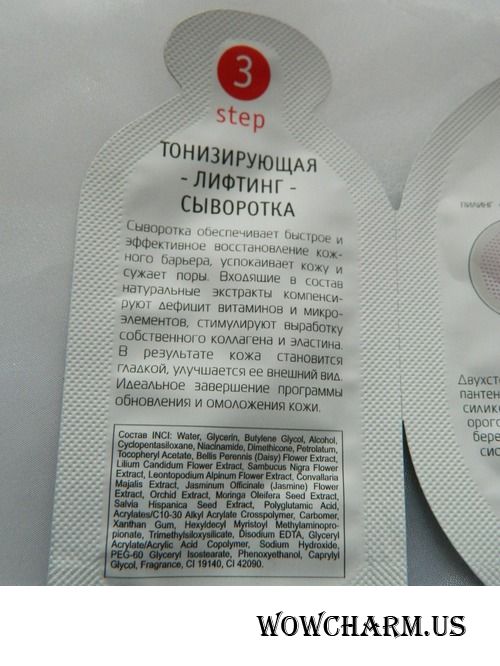 3
step
ТОНИЗИРУЮЩАЯ
- ЛИФТИНГ -
СЫВОРОТКА
Сыворотка обеспечивает быстрое и
эффективное восстановление кож-
ного барьера, успокаивает кожу и
сужает поры. Входящие в состав
натуральные экстракты компенси-
руют дефицит витаминов и микро-
элементов, стимулируют выработку
собственного коллагена и эластина.
В результате кожа становится
гладкой, улучшается ее внешний вид.
Идеальное завершение программы
обновления и омоложения кожи.
Состав INCI: Water, Glycerin, Butylene Glycol, Alcohol,
Cyclopentasiloxane, Niacinamide, Dimethicone, Petrolatum,
Tocopheryl Acetate, Bellis Perennis (Daisy) Flower Extract,
Lilium Candidum Flower Extract, Sambucus Nigra Flower
Extract, Leontopodium Alpinum Flower Extract, Convallaria
Majalis Extract, Jasminum Officinale (Jasmine) Flower
Extract, Orchid Extract, Moringa Oleifera Seed Extract,
Salvia Hispanica Seed Extract, Polyglutamic Acid,
Acrylates/C10-30 Alkyl Acrylate Crosspolymer, Carbomer,
Xanthan Gum, Hexyldecyl Myristoyl Methylaminopro-
pionate, Trimethylsiloxysilicate, Disodium EDTA, Glyceryl
Acrylate/Acrylic Acid Copolymer, Sodium Hydroxide,
PEG-60 Glyceryl Isostearate, Phenoxyethanol, Caprylyl
Glycol, Fragrance, CI 19140, CI 42090.
ПИЛИНГ
Двухст
пантен
силик
орого
бере
сис
WOWCHARM.US